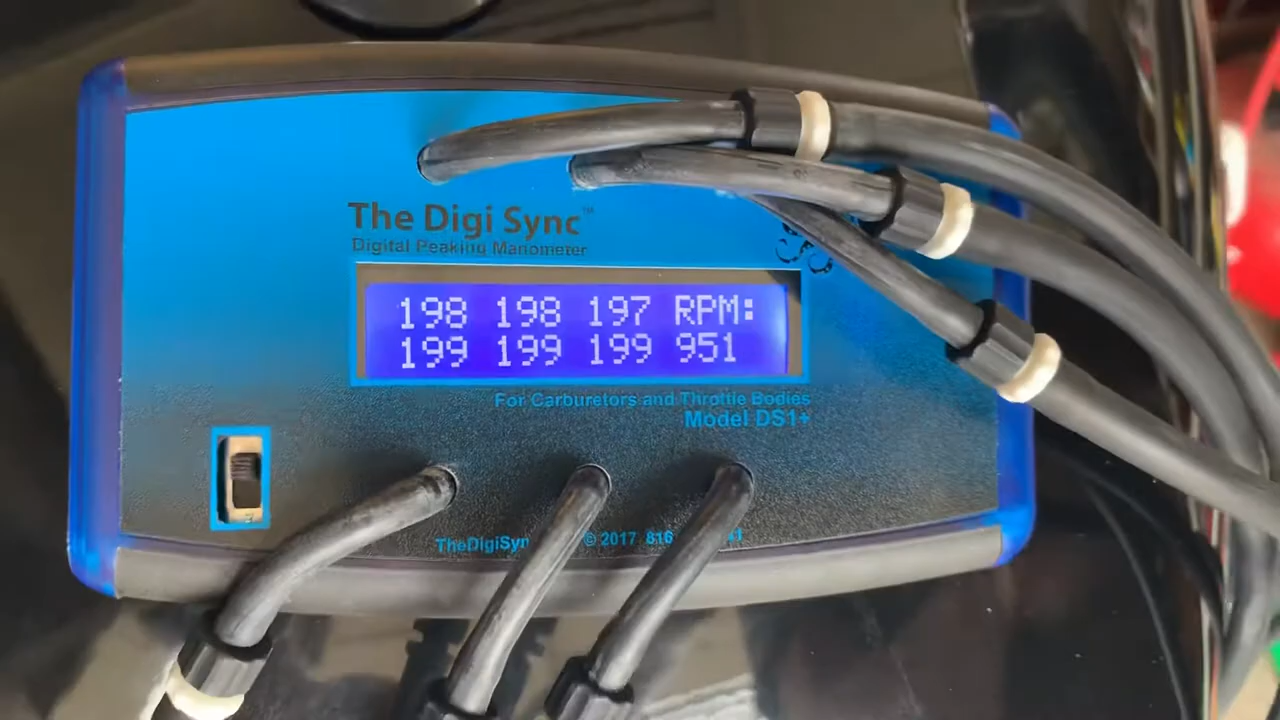 The Digi Sync™
Digital Peaking Manometer
198 198 197 RPM:
199 199 199 951
For Carburetors and Throttle Bodies
Model DS1+
© 2017 816